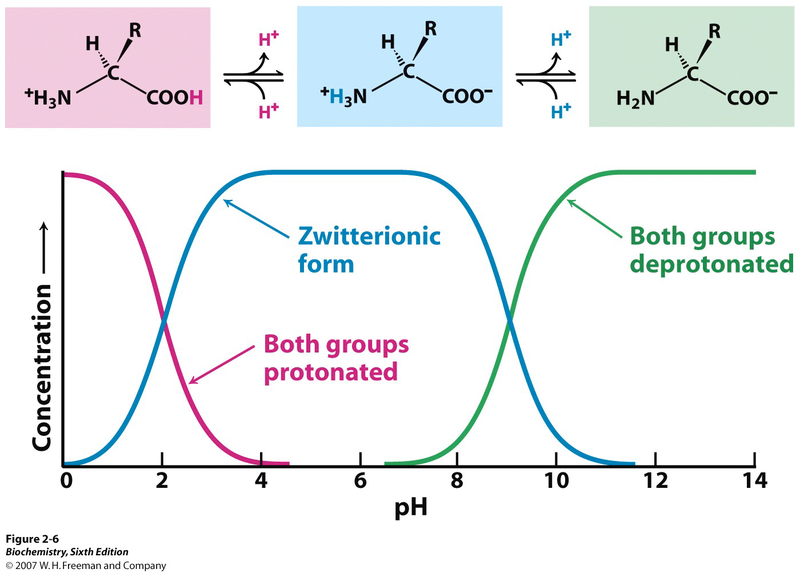 H R
C
⁺H₃N COOH
H⁺
H⁺
H R
C
⁺H₃N COO⁻
H⁺
H⁺
H R
C
H₂N COO⁻
Concentration
Zwitterionic
form
Both groups
deprotonated
Both groups
protonated
0 2 4 6 8 10 12 14
pH
Figure 2-6
Biochemistry, Sixth Edition
© 2007 W. H. Freeman and Company